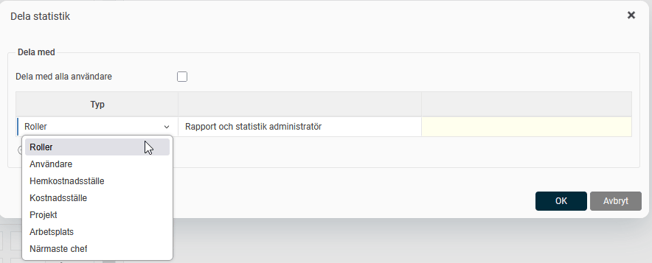 Dela statistik
Dela med
Dela med alla användare
Typ
Roller
Rapport och statistik administratör
Roller
Användare
Hemkostnadsställe
Kostnadsställe
Projekt
Arbetsplats
Närmaste chef
OK
Avbryt